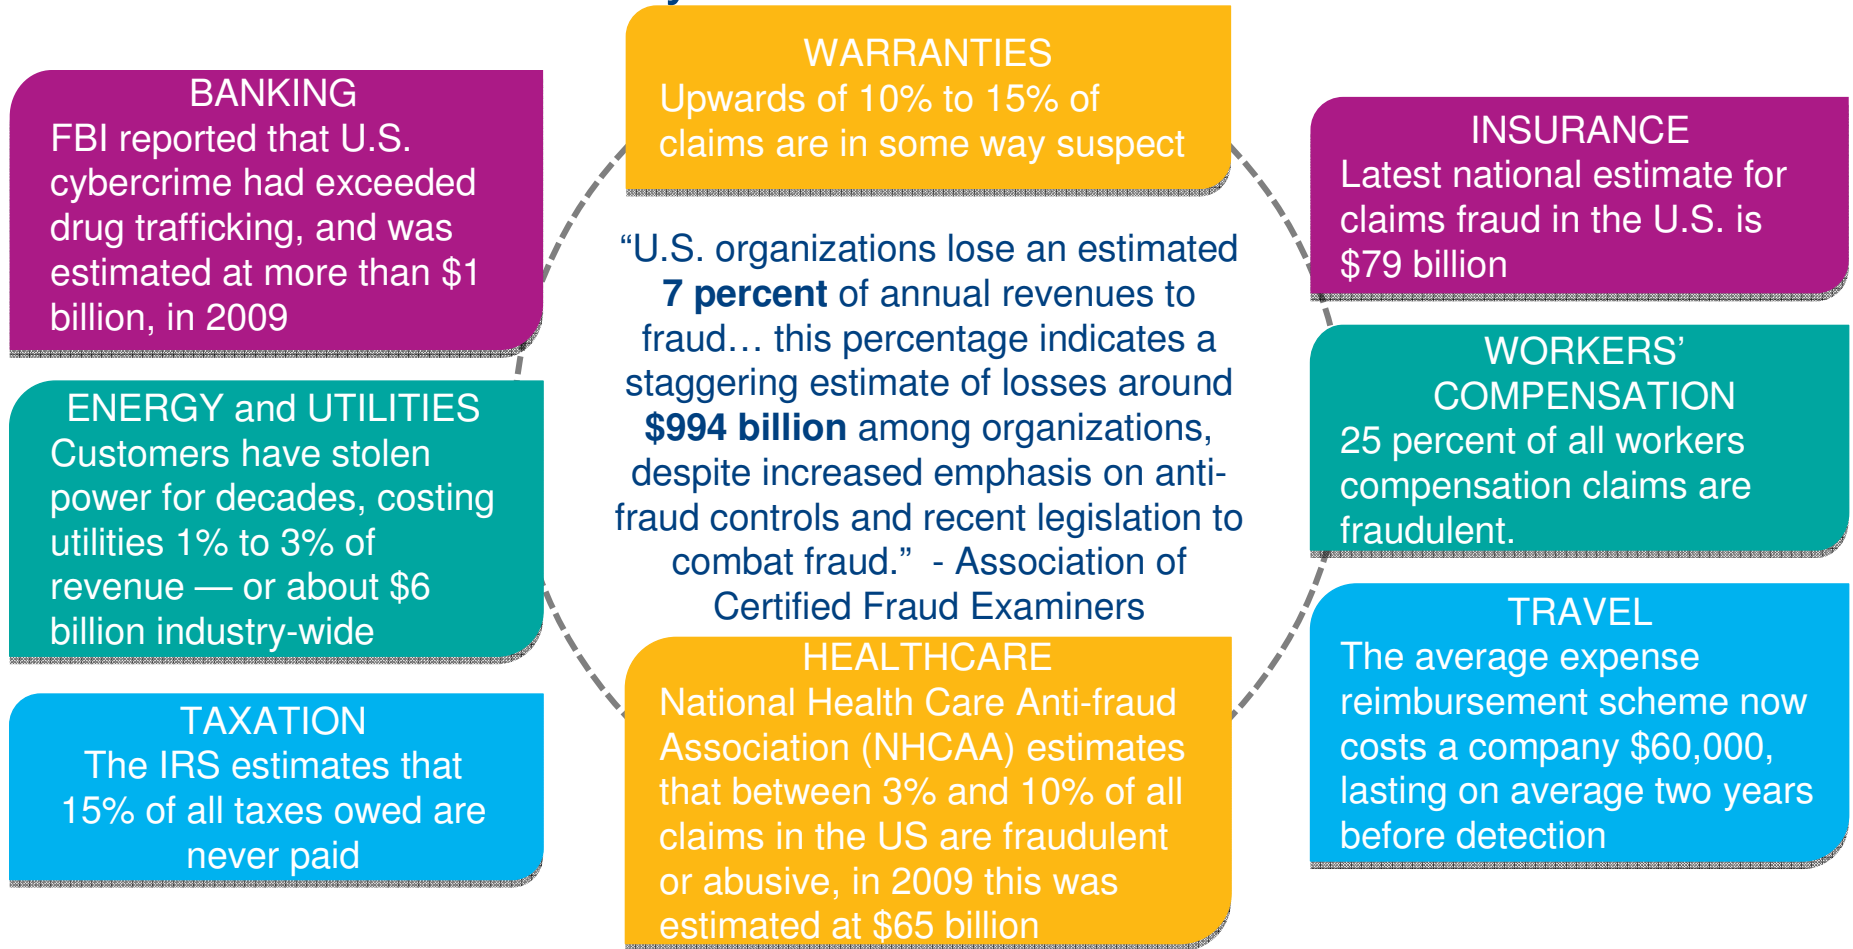 WARRANTIES
Upwards of 10% to 15% of
claims are in some way suspect
BANKING
FBI reported that U.S.
cybercrime had exceeded
drug trafficking, and was
estimated at more than $1
billion, in 2009
INSURANCE
Latest national estimate for
claims fraud in the U.S. is
$79 billion
“U.S. organizations lose an estimated
7 percent of annual revenues to
fraud… this percentage indicates a
staggering estimate of losses around
$994 billion among organizations,
despite increased emphasis on anti-
fraud controls and recent legislation to
combat fraud.”  - Association of
Certified Fraud Examiners
ENERGY and UTILITIES
Customers have stolen
power for decades, costing
utilities 1% to 3% of
revenue — or about $6
billion industry-wide
WORKERS’
COMPENSATION
25 percent of all workers
compensation claims are
fraudulent.
TAXATION
The IRS estimates that
15% of all taxes owed are
never paid
HEALTHCARE
National Health Care Anti-fraud
Association (NHCAA) estimates
that between 3% and 10% of all
claims in the US are fraudulent
or abusive, in 2009 this was
estimated at $65 billion
TRAVEL
The average expense
reimbursement scheme now
costs a company $60,000,
lasting on average two years
before detection